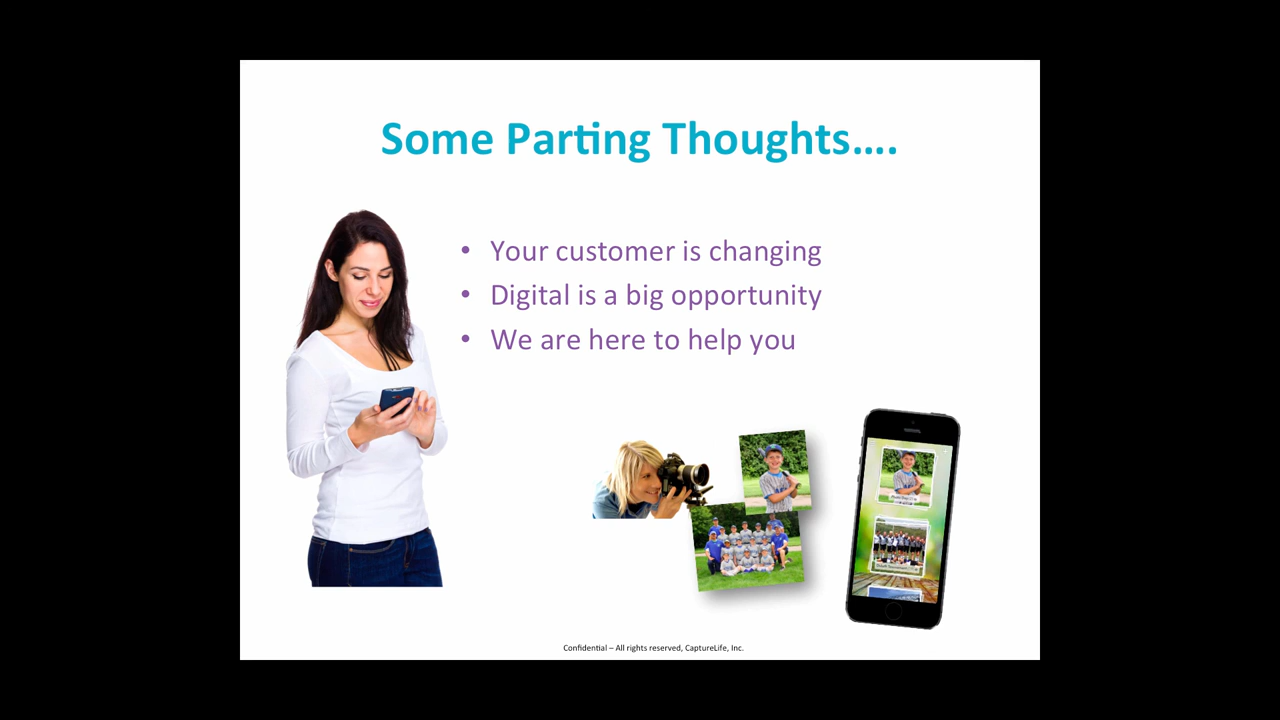 Some Parting Thoughts....
• Your customer is changing
• Digital is a big opportunity
• We are here to help you
Confidential – All rights reserved, CaptureLife, Inc.